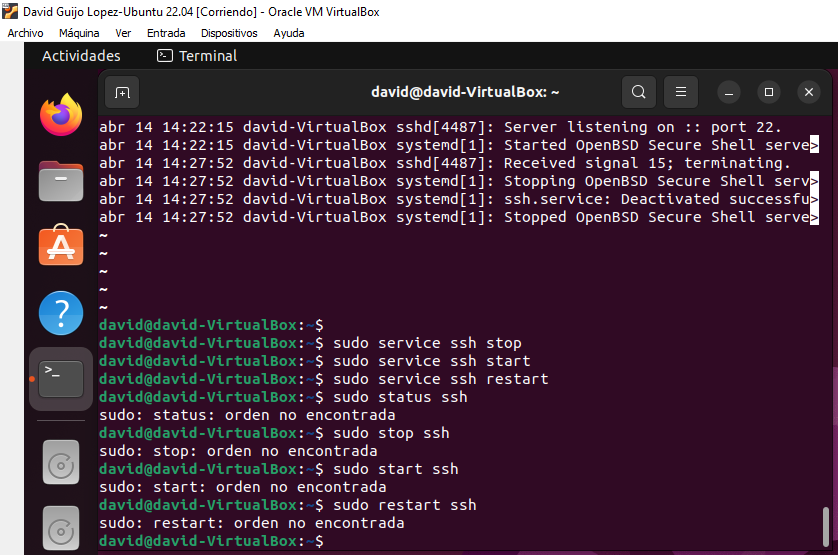 David Guijo Lopez-Ubuntu 22.04 [Corriendo] - Oracle VM VirtualBox
Archivo Máquina Ver Entrada Dispositivos Ayuda
Actividades Terminal
david@david-VirtualBox: ~
abr 14 14:22:15 david-VirtualBox sshd[4487]: Server listening on :: port 22.
abr 14 14:22:15 david-VirtualBox systemd[1]: Started OpenBSD Secure Shell serve>
abr 14 14:27:52 david-VirtualBox sshd[4487]: Received signal 15; terminating.
abr 14 14:27:52 david-VirtualBox systemd[1]: Stopping OpenBSD Secure Shell serv>
abr 14 14:27:52 david-VirtualBox systemd[1]: ssh.service: Deactivated successfu>
abr 14 14:27:52 david-VirtualBox systemd[1]: Stopped OpenBSD Secure Shell serve>
~
~
~
~
~
david@david-VirtualBox:~$
david@david-VirtualBox:~$ sudo service ssh stop
david@david-VirtualBox:~$ sudo service ssh start
david@david-VirtualBox:~$ sudo service ssh restart
david@david-VirtualBox:~$ sudo status ssh
sudo: status: orden no encontrada
david@david-VirtualBox:~$ sudo stop ssh
sudo: stop: orden no encontrada
david@david-VirtualBox:~$ sudo start ssh
sudo: start: orden no encontrada
david@david-VirtualBox:~$ sudo restart ssh
sudo: restart: orden no encontrada
david@david-VirtualBox:~$